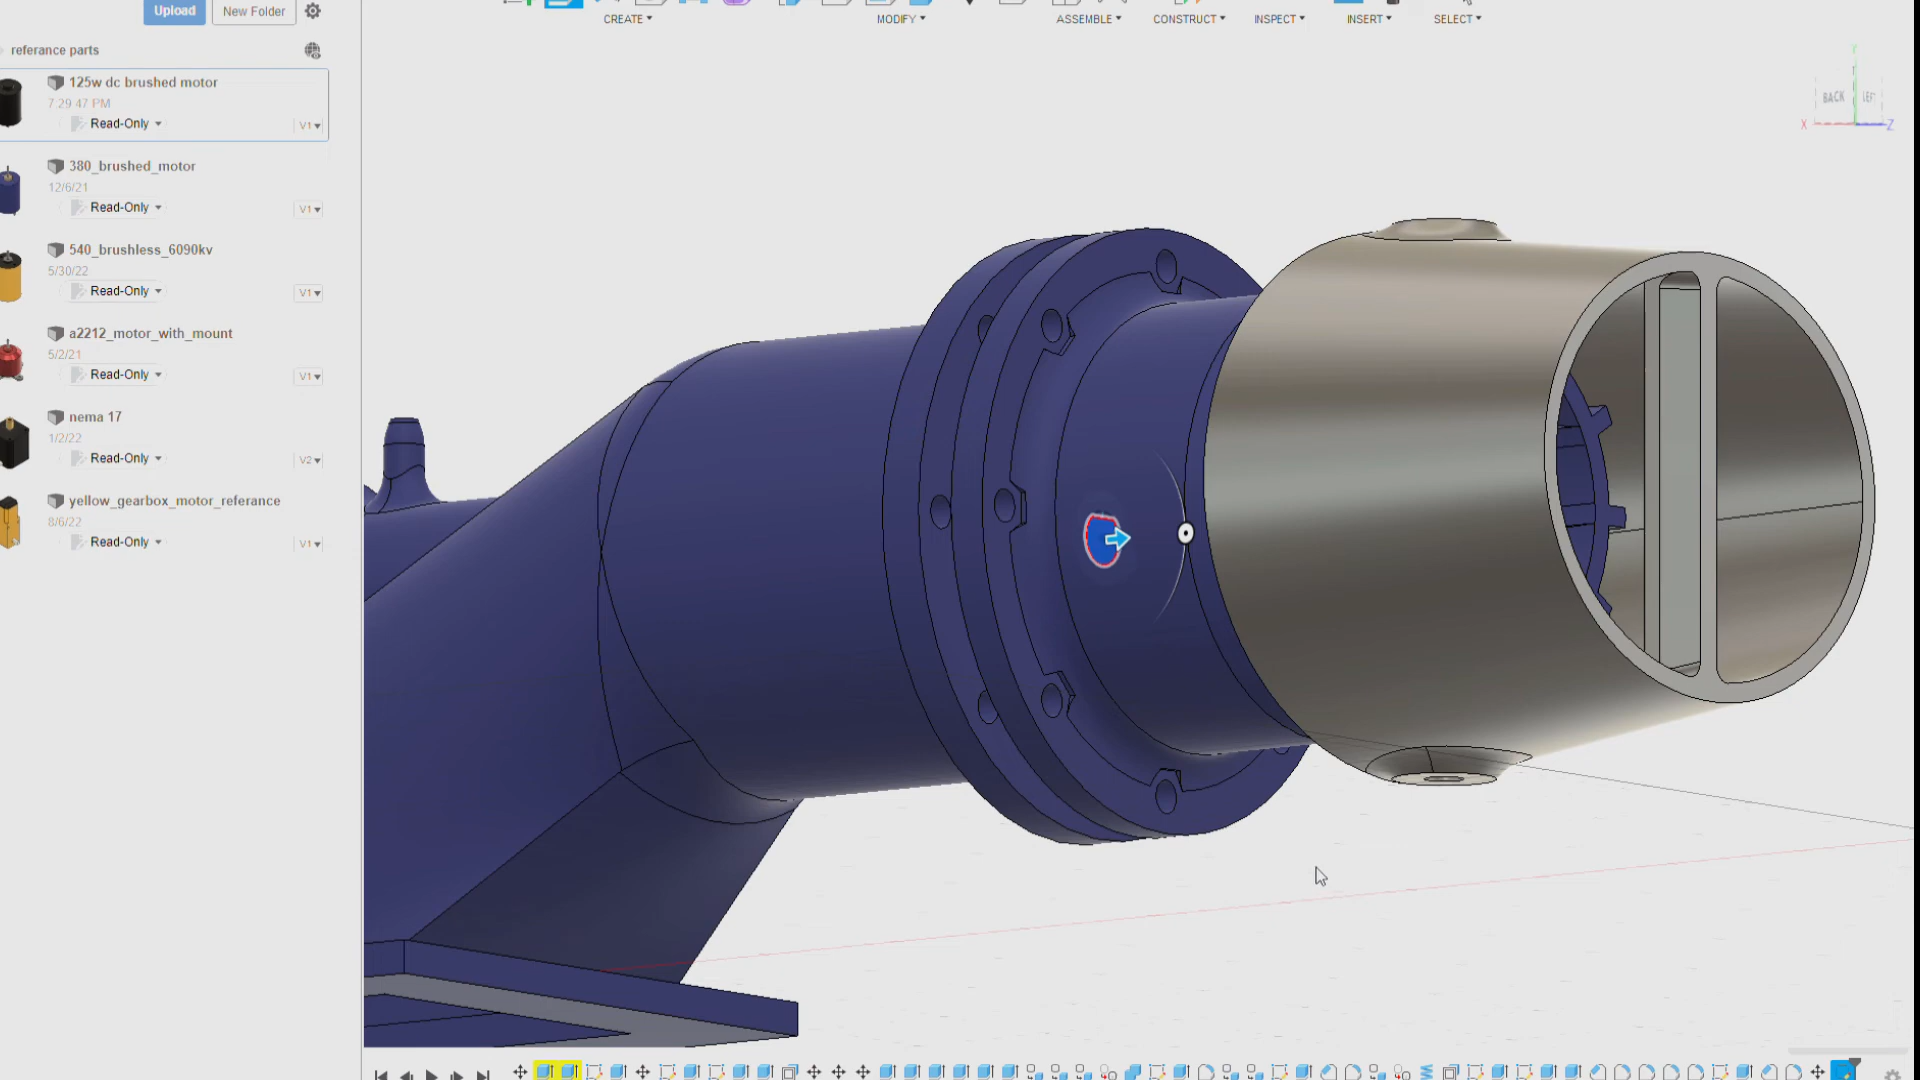 Upload
New Folder
CREATE
MODIFY
ASSEMBLE
CONSTRUCT
INSPECT
INSERT
SELECT
referance parts
125w dc brushed motor
7:29:47 PM
Read-Only
V1
380_brushed_motor
12/6/21
Read-Only
V1
540_brushless_6090kv
5/30/22
Read-Only
V1
a2212_motor_with_mount
5/2/21
Read-Only
V1
nema 17
1/2/22
Read-Only
V2
yellow_gearbox_motor_referance
8/6/22
Read-Only
V1
BACK
LEFT
X
Z